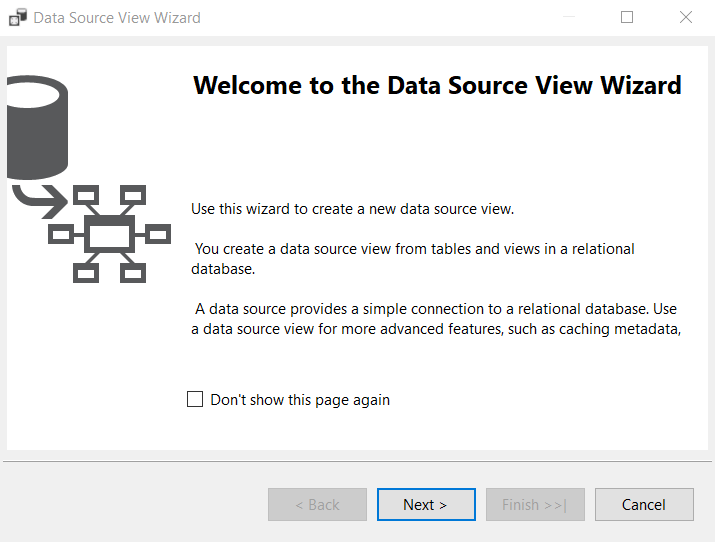 Data Source View Wizard
Welcome to the Data Source View Wizard
Use this wizard to create a new data source view.
You create a data source view from tables and views in a relational
database.
A data source provides a simple connection to a relational database. Use
a data source view for more advanced features, such as caching metadata,
Don't show this page again
< Back
Next >
Finish >>|
Cancel